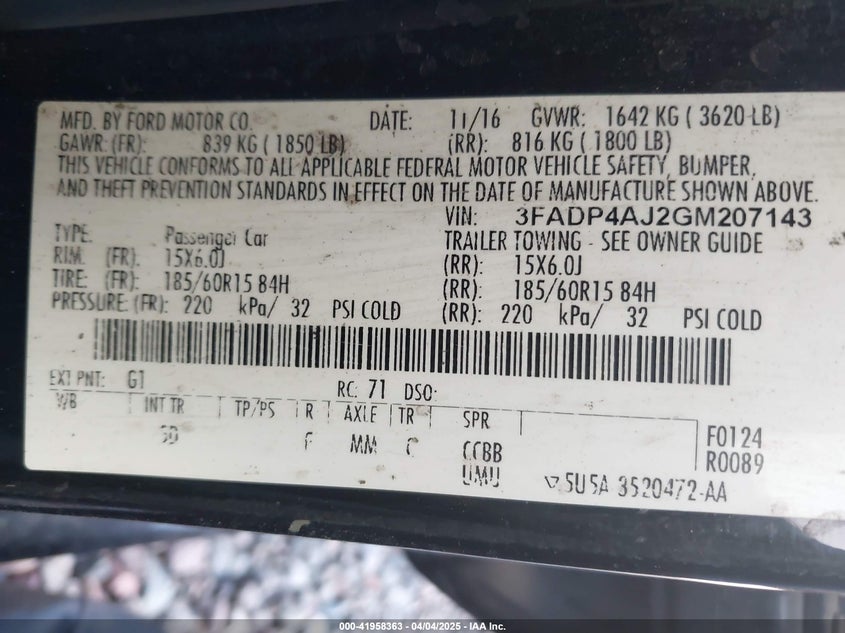 MFD. BY FORD MOTOR CO. DATE: 11/16 GVWR: 1642 KG ( 3620 LB)
GAWR: (FR): 839 KG ( 1850 LB) (RR): 816 KG ( 1800 LB)
THIS VEHICLE CONFORMS TO ALL APPLICABLE FEDERAL MOTOR VEHICLE SAFETY, BUMPER,
AND THEFT PREVENTION STANDARDS IN EFFECT ON THE DATE OF MANUFACTURE SHOWN ABOVE.
VIN: 3FADP4AJ2GM207143
TYPE: Passenger Car TRAILER TOWING - SEE OWNER GUIDE
RIM: (FR): 15X6.0J (RR): 15X6.0J
TIRE: (FR): 185/60R15 84H (RR): 185/60R15 84H
PRESSURE: (FR): 220 kPa/ 32 PSI COLD (RR): 220 kPa/ 32 PSI COLD
EXT PNT: G1 RC: 71 DSO:
WB INT TR TP/PS R AXLE TR SPR
F0124
MM CCBB R0089
UMU 5U5A 3520472-AA
000-41958363 - 04/04/2025 - IAA Inc.